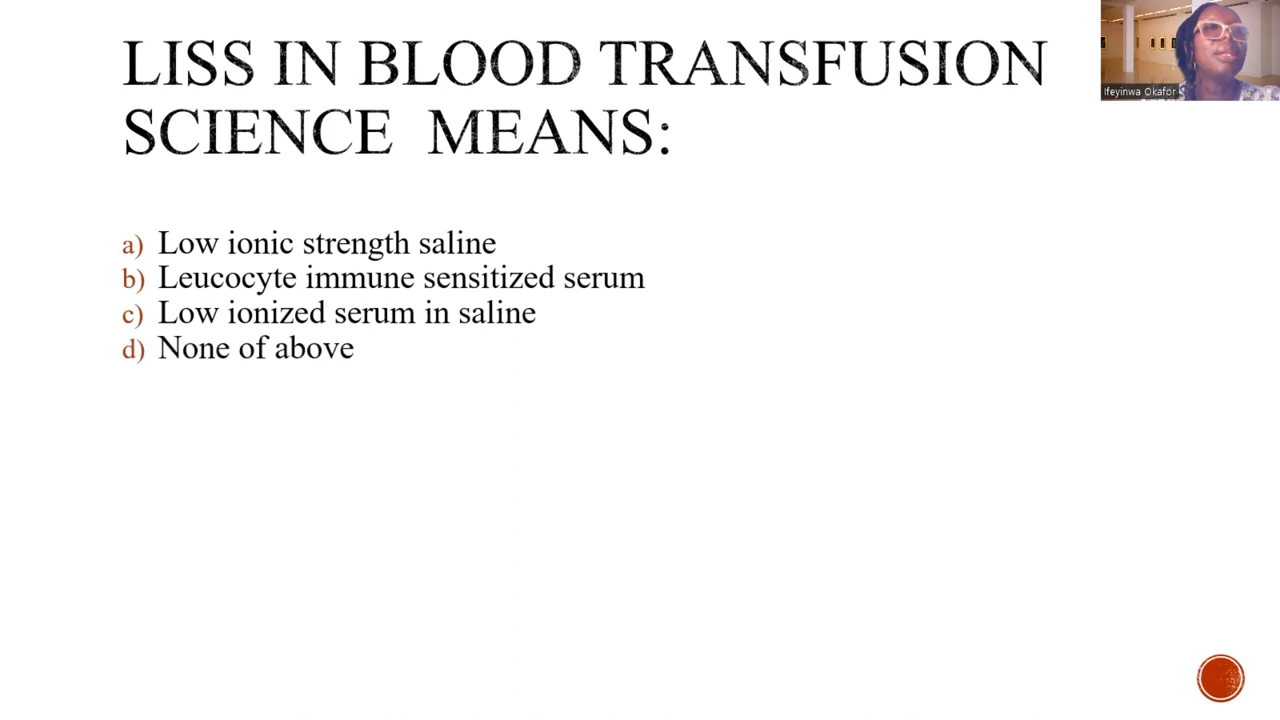 LISS IN BLOOD TRANSFUSION
SCIENCE MEANS:
Ifeyinwa Okafor
a) Low ionic strength saline
b) Leucocyte immune sensitized serum
c) Low ionized serum in saline
d) None of above